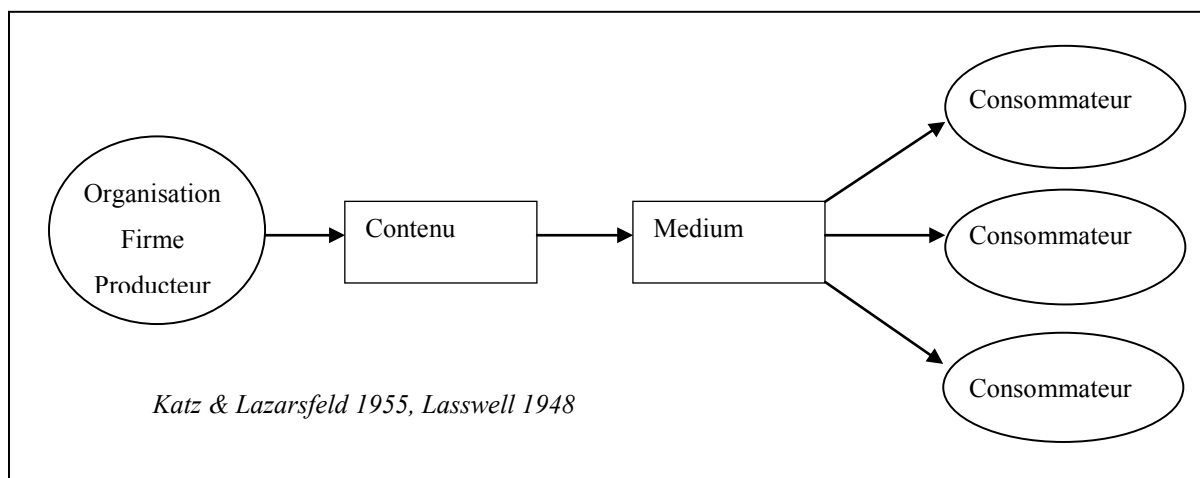 Organisation
Firme
Producteur
Contenu
Medium
Consommateur
Consommateur
Consommateur
Katz & Lazarsfeld 1955, Lasswell 1948